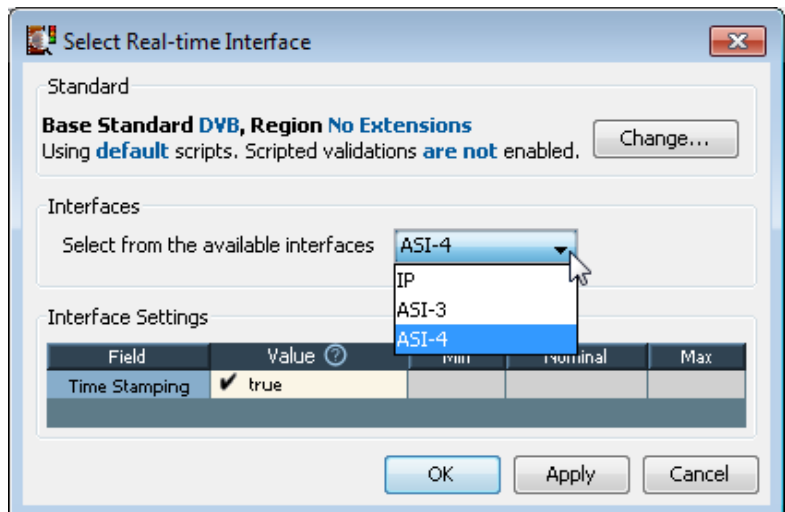 Select Real-time Interface
Standard
Base Standard DVB, Region No Extensions
Using default scripts. Scripted validations are not enabled.
Change...
Interfaces
Select from the available interfaces ASI-4
IP
ASI-3
ASI-4
Interface Settings
Field Value Min Nominal Max
Time Stamping true
OK Apply Cancel